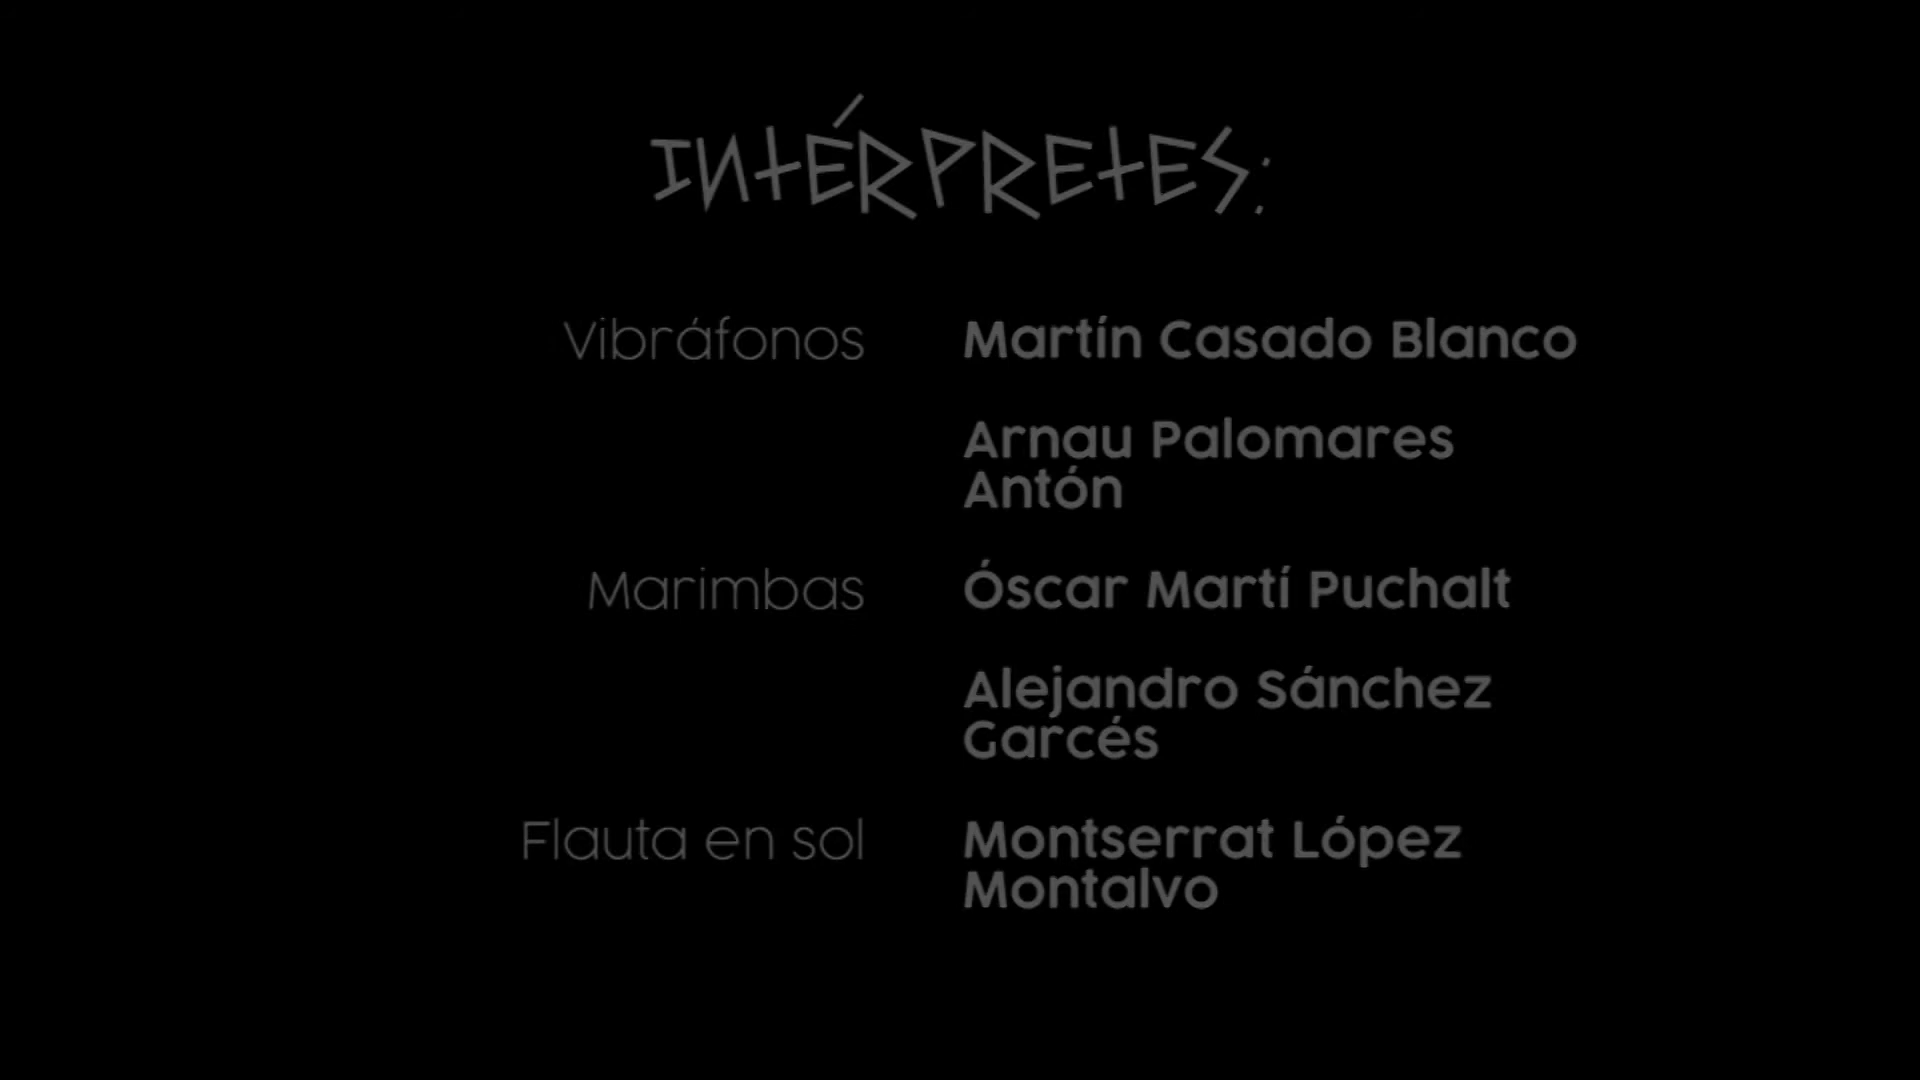 INTÉRPRETES:
Vibráfonos Martín Casado Blanco
Arnau Palomares
Antón
Marimbas Óscar Martí Puchalt
Alejandro Sánchez
Garcés
Flauta en sol Montserrat López
Montalvo